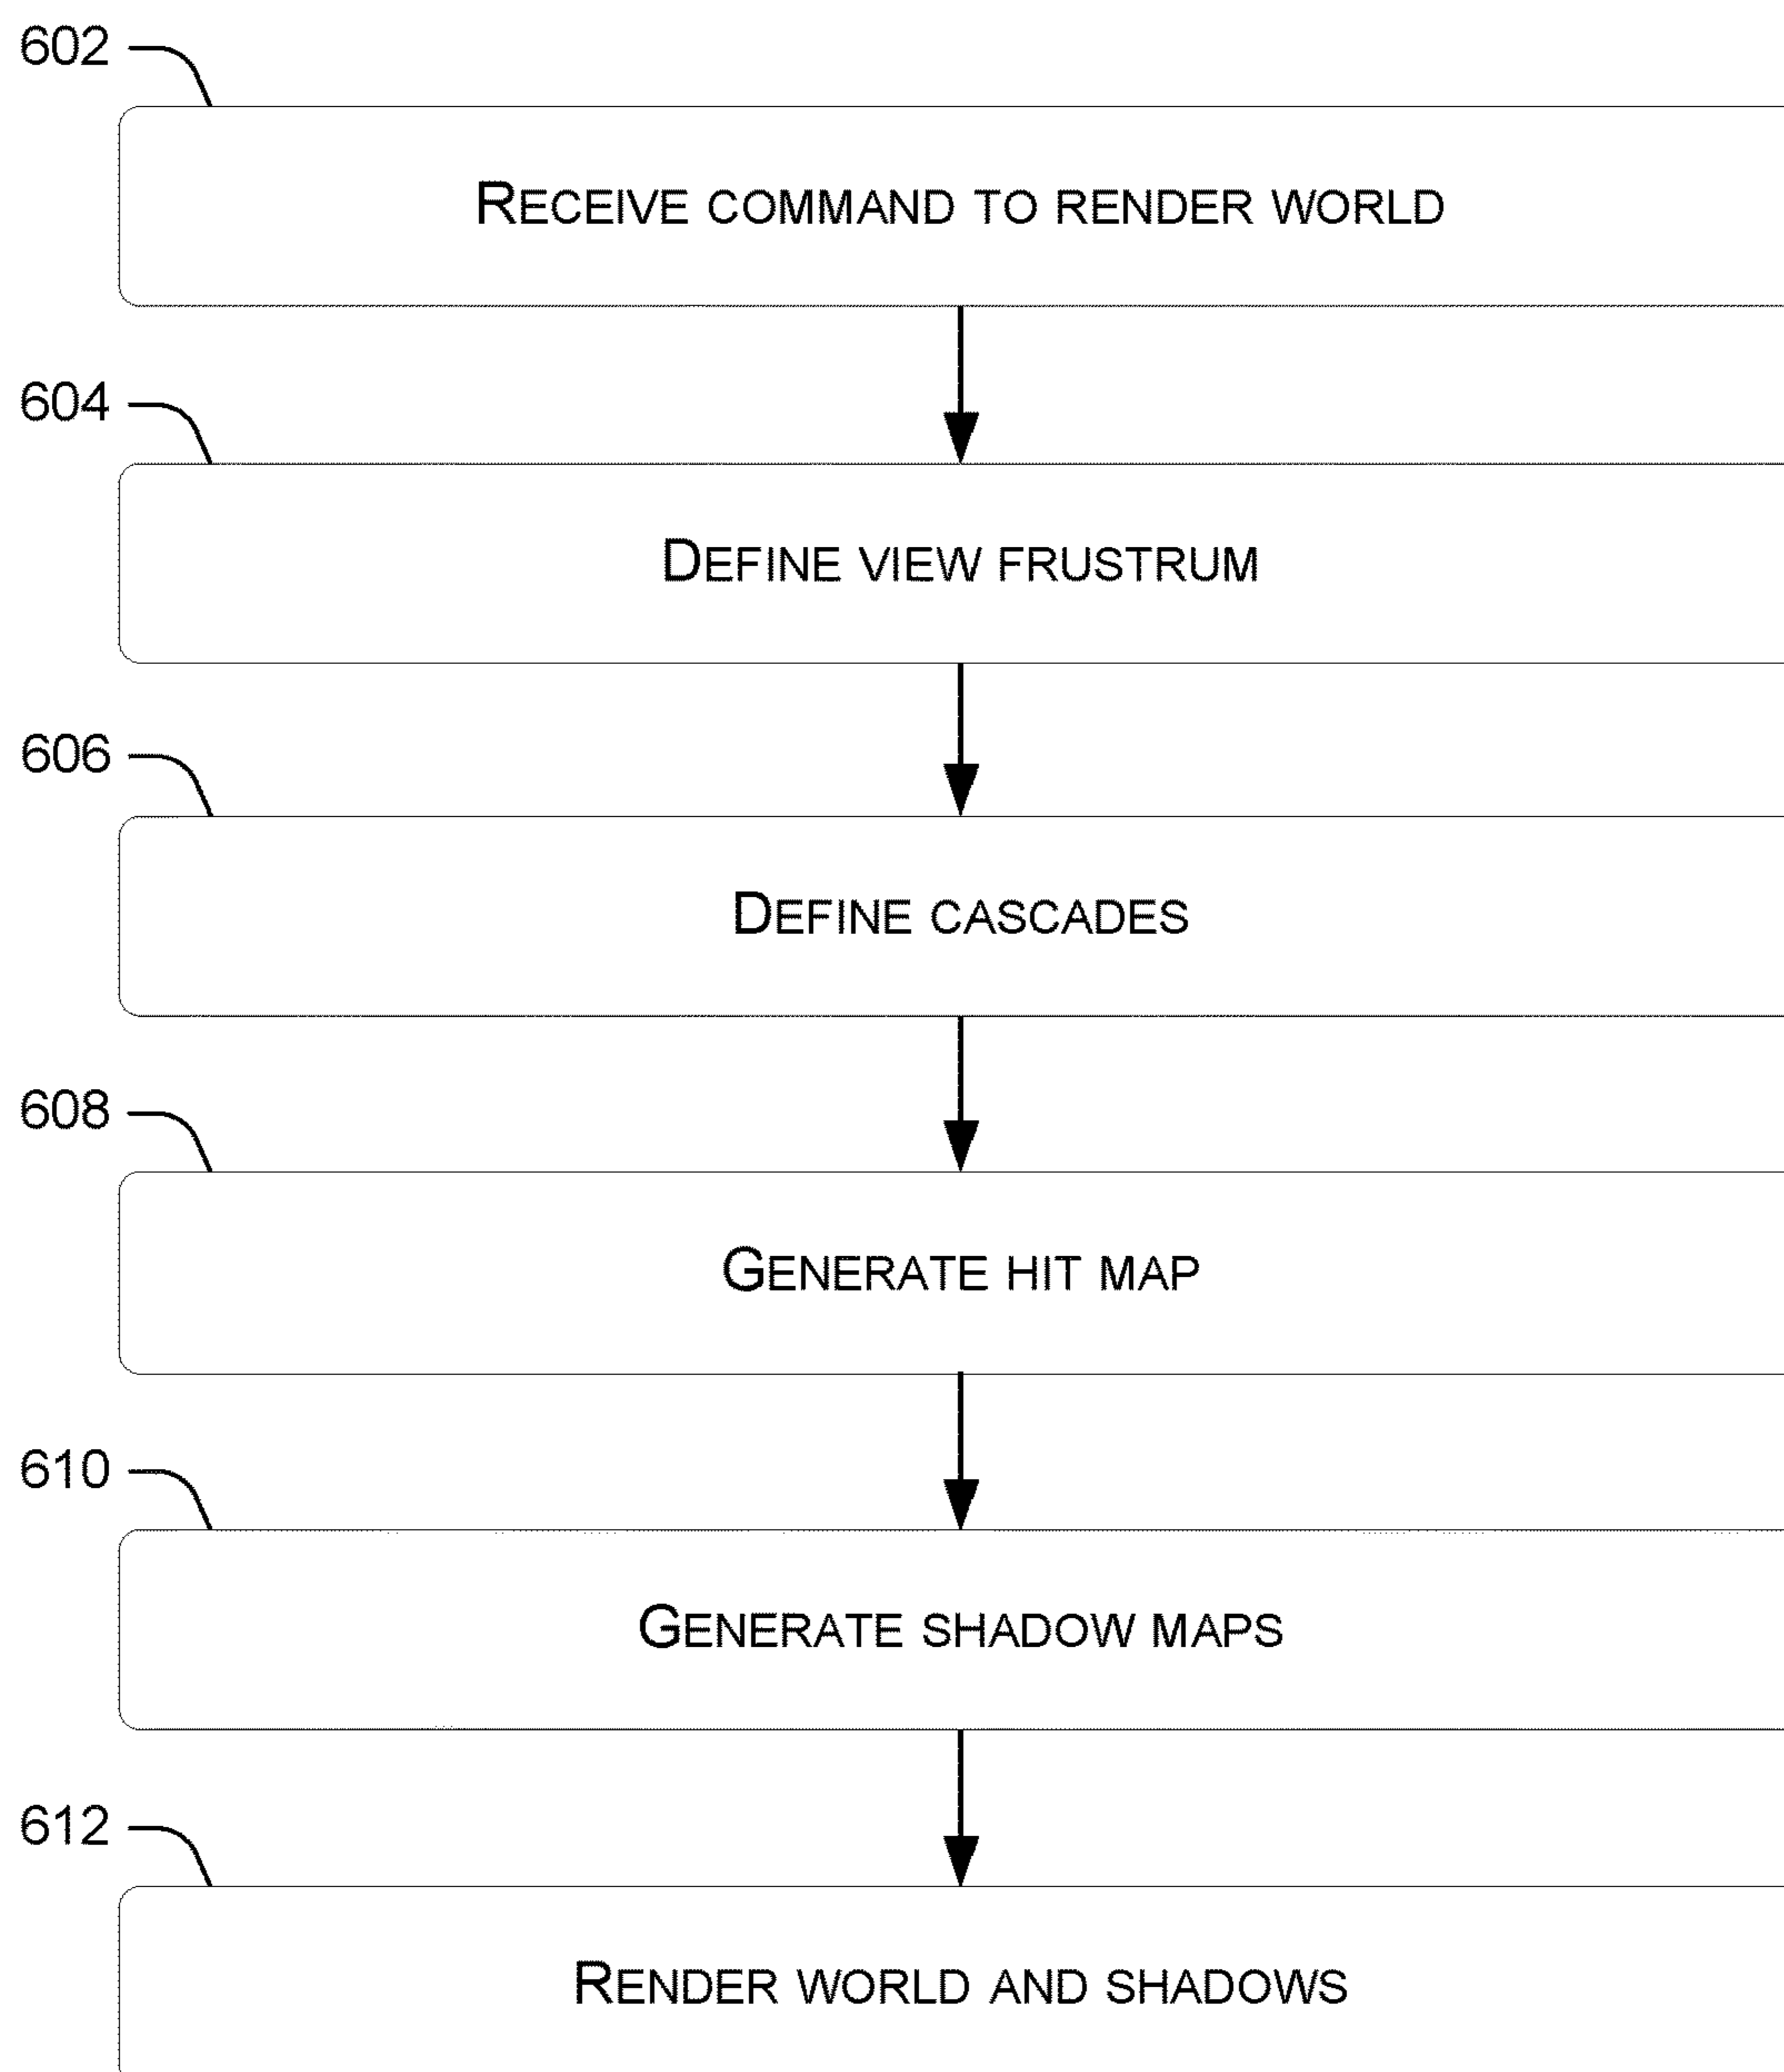 602
RECEIVE COMMAND TO RENDER WORLD
604
DEFINE VIEW FRUSTRUM
606
DEFINE CASCADES
608
GENERATE HIT MAP
610
GENERATE SHADOW MAPS
612
RENDER WORLD AND SHADOWS